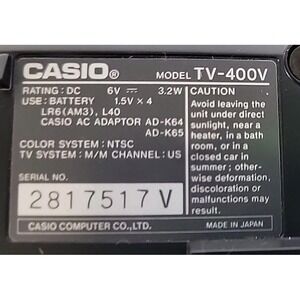 CASIO® MODEL TV-400V
RATING: DC 6V⎓ 3.2W
USE: BATTERY 1.5V×4
LR6(AM3), L40
CASIO AC ADAPTOR AD-K64
AD-K65
COLOR SYSTEM: NTSC
TV SYSTEM: M/M CHANNEL: US
SERIAL NO.
2817517V
CASIO COMPUTER CO.,LTD.
CAUTION
Avoid leaving the
unit under direct
sunlight, near a
heater, in a bath
room, or in a
closed car in
summer; other-
wise deformation,
discoloration or
malfunctions may
result.
MADE IN JAPAN